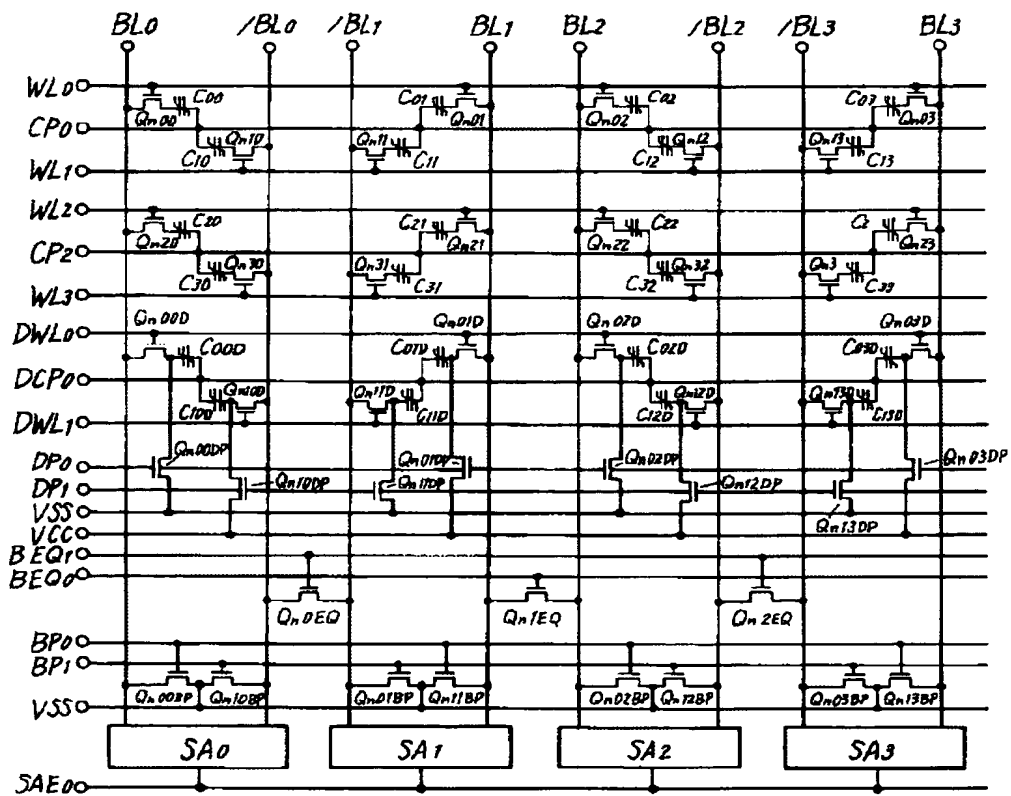 BL0 /BL0 /BL1 BL1 BL2 /BL2 /BL3 BL3
WL0
C00 C01 C02 C03
Qn00 Qn01 Qn02 Qn03
CP0
Qn10 Qn11 Qn12 Qn13
C10 C11 C12 C13
WL1
WL2
C20 C21 C22 C2
Qn20 Qn21 Qn22 Qn23
CP2
Qn30 Qn31 Qn32 Qn3
C30 C31 C32 C39
WL3
Qn00D Qn01D Qn02D Qn03D
DWL0
C00D C01D C02D C03D
DCP0
Qn10D Qn11D Qn12D Qn13D
C10D C11D C12D C13D
DWL1
Qn00DP Qn01DP Qn02DP Qn03DP
DP0
Qn10DP Qn11DP Qn12DP
DP1
VSS
Qn13DP
VCC
BEQ1
BEQ0
Qn0EQ Qn1EQ Qn2EQ
BP0
BP1
Qn00BP Qn10BP Qn01BP Qn11BP Qn02BP Qn12BP Qn03BP Qn13BP
VSS
SA0 SA1 SA2 SA3
SAE0